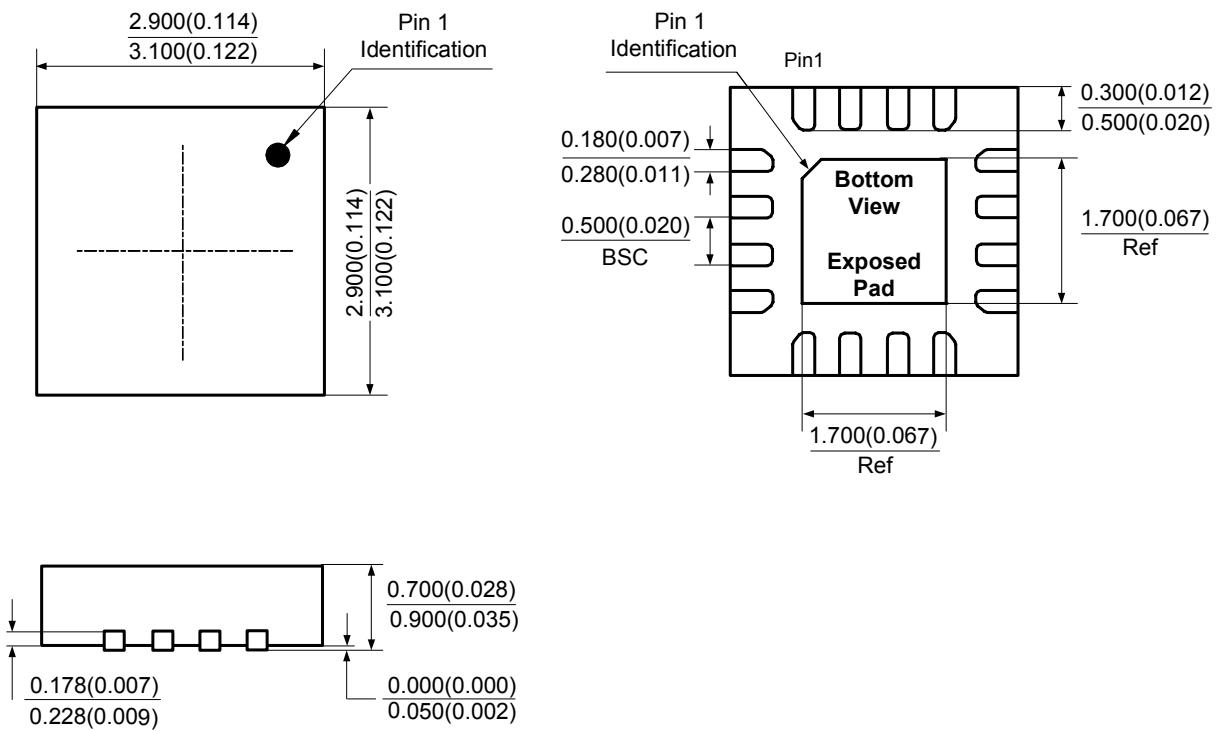 2.900(0.114)
3.100(0.122)
Pin 1
Identification
2.900(0.114)
3.100(0.122)
Pin 1
Identification
Pin1
0.300(0.012)
0.500(0.020)
0.180(0.007)
0.280(0.011)
0.500(0.020)
BSC
Bottom
View
Exposed
Pad
1.700(0.067)
Ref
1.700(0.067)
Ref
0.700(0.028)
0.900(0.035)
0.178(0.007)
0.228(0.009)
0.000(0.000)
0.050(0.002)